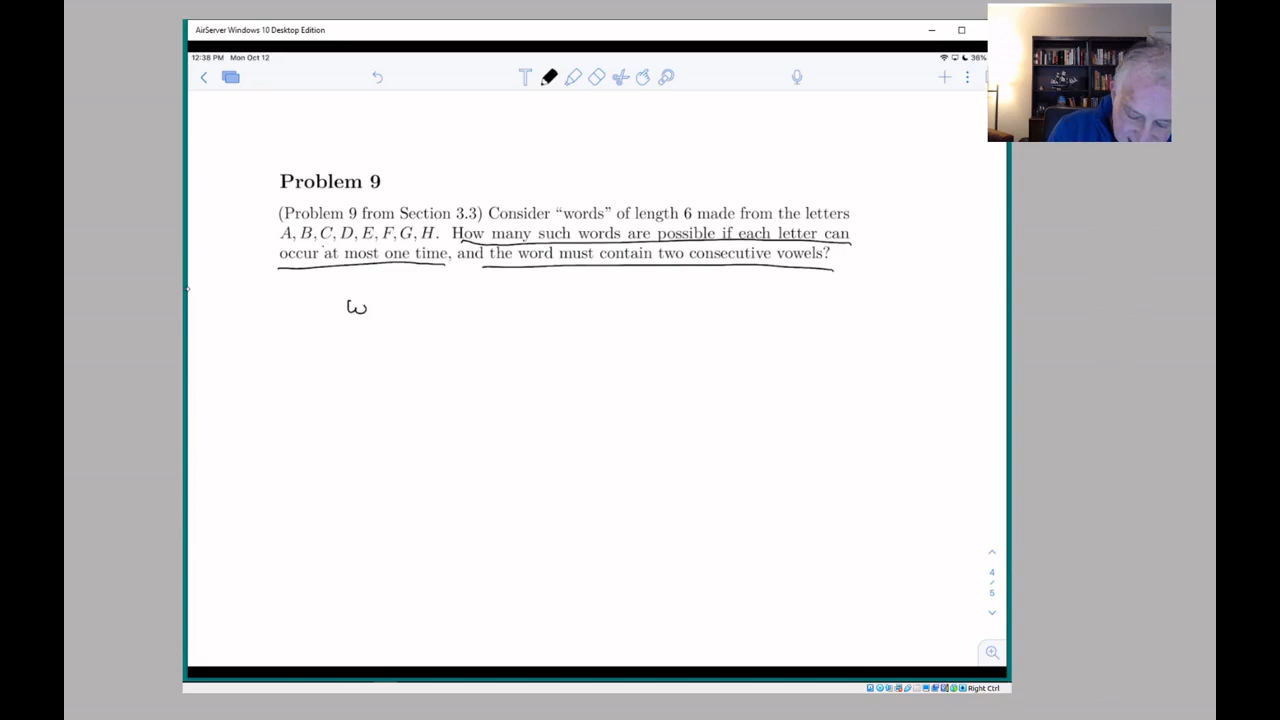 AirServer Windows 10 Desktop Edition
12:38 PM Mon Oct 12
36%
Problem 9
(Problem 9 from Section 3.3) Consider “words” of length 6 made from the letters
A, B, C, D, E, F, G, H. How many such words are possible if each letter can
occur at most one time, and the word must contain two consecutive vowels?
w
4
/
5
Right Ctrl